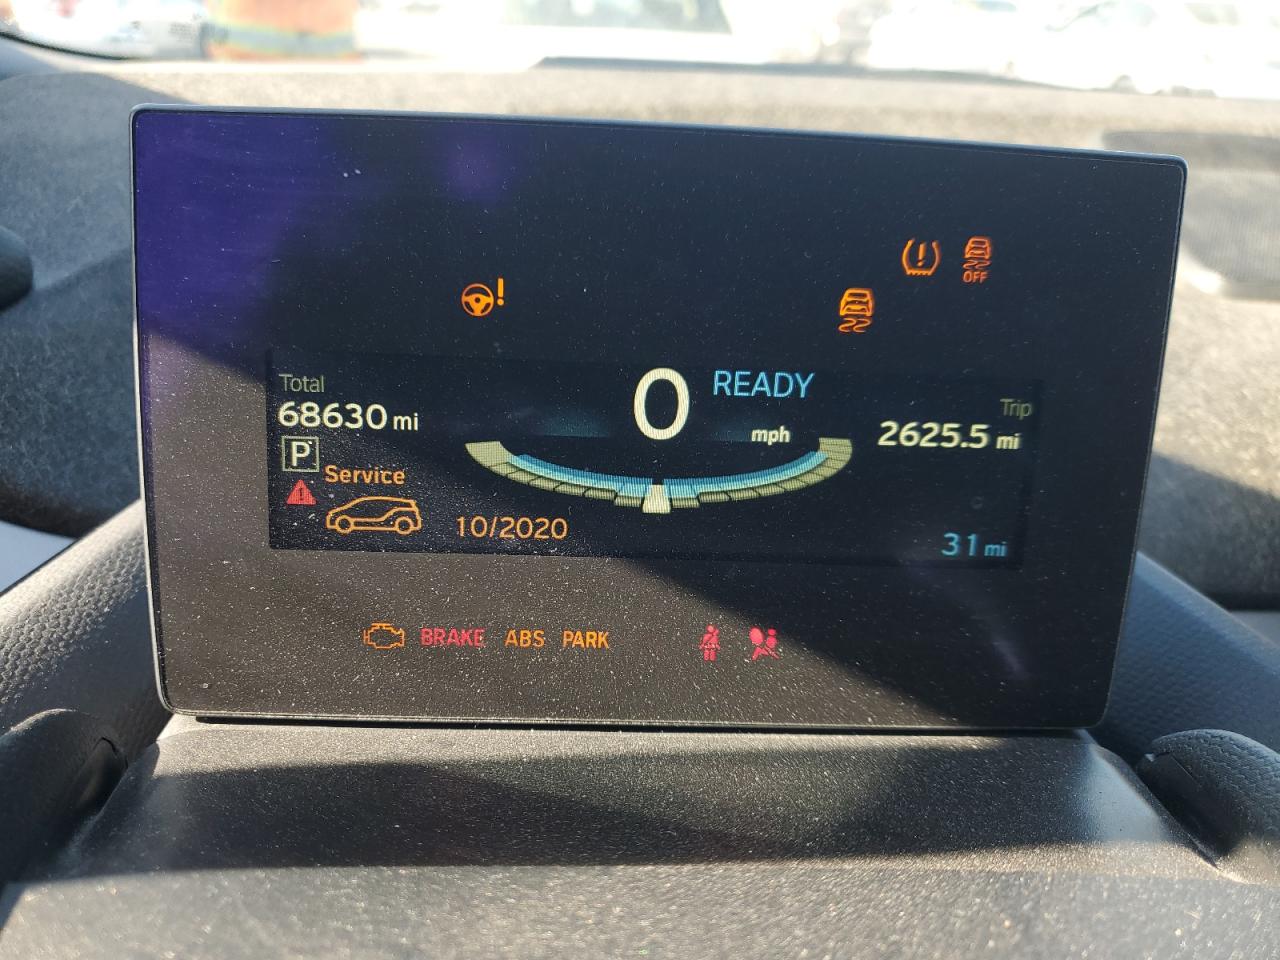 OFF
Total
68630 mi
0
READY
mph
Trip
2625.5 mi
P
Service
10/2020
31 mi
BRAKE ABS PARK